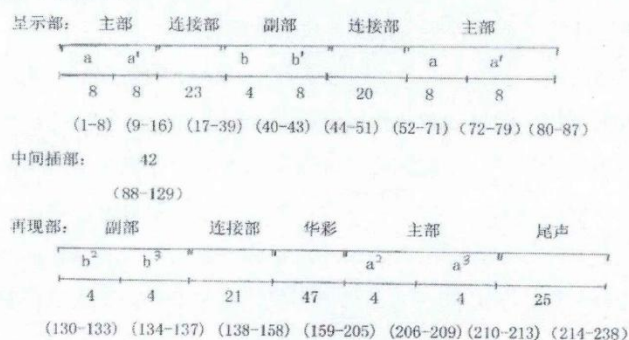 呈示部: 主部 连接部 副部 连接部 主部
a a¹ b b' a a'
8 8 23 4 8 20 8 8
(1-8) (9-16) (17-39) (40-43) (44-51) (52-71) (72-79) (80-87)
中间插部: 42
(88-129)
再现部: 副部 连接部 华彩 主部 尾声
b² b³ a² a³
4 4 21 47 4 4 25
(130-133) (134-137) (138-158) (159-205) (206-209) (210-213) (214-238)